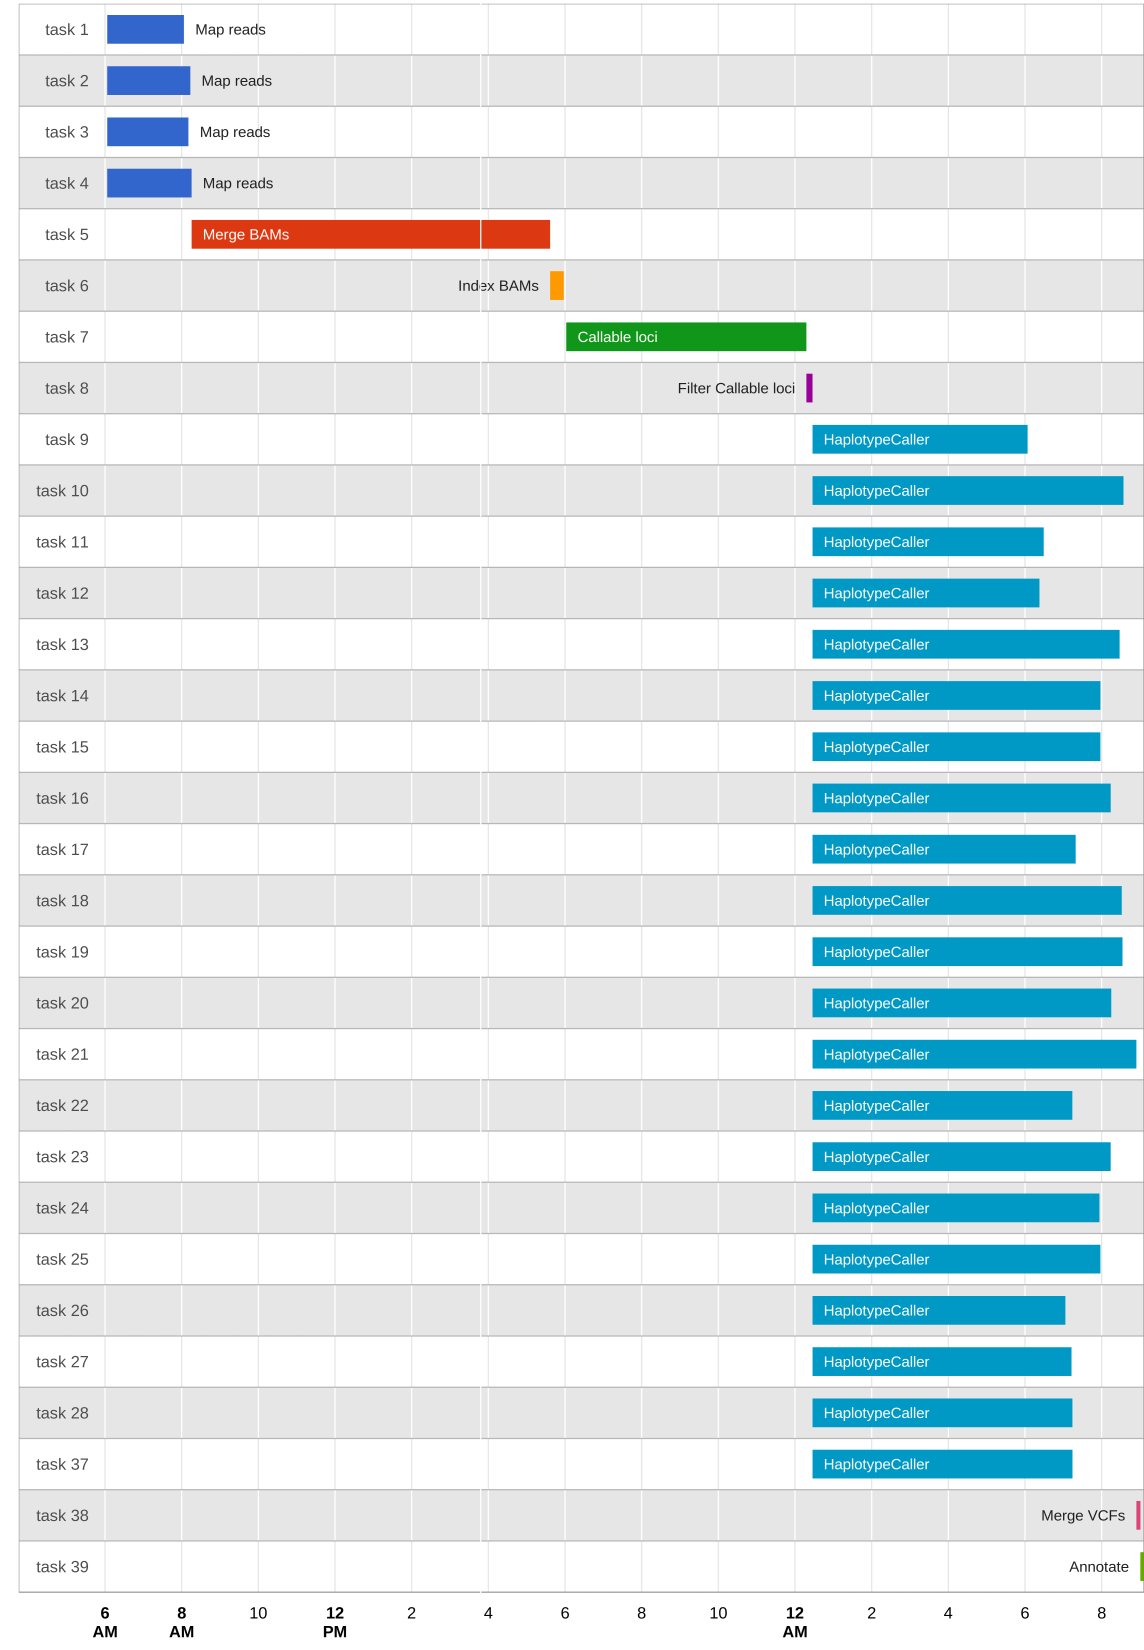 task 1 Map reads
task 2 Map reads
task 3 Map reads
task 4 Map reads
task 5 Merge BAMs
task 6 Index BAMs
task 7 Callable loci
task 8 Filter Callable loci
task 9 HaplotypeCaller
task 10 HaplotypeCaller
task 11 HaplotypeCaller
task 12 HaplotypeCaller
task 13 HaplotypeCaller
task 14 HaplotypeCaller
task 15 HaplotypeCaller
task 16 HaplotypeCaller
task 17 HaplotypeCaller
task 18 HaplotypeCaller
task 19 HaplotypeCaller
task 20 HaplotypeCaller
task 21 HaplotypeCaller
task 22 HaplotypeCaller
task 23 HaplotypeCaller
task 24 HaplotypeCaller
task 25 HaplotypeCaller
task 26 HaplotypeCaller
task 27 HaplotypeCaller
task 28 HaplotypeCaller
task 37 HaplotypeCaller
task 38 Merge VCFs
task 39 Annotate
6 8 10 12 2 4 6 8 10 12 2 4 6 8
AM AM PM AM